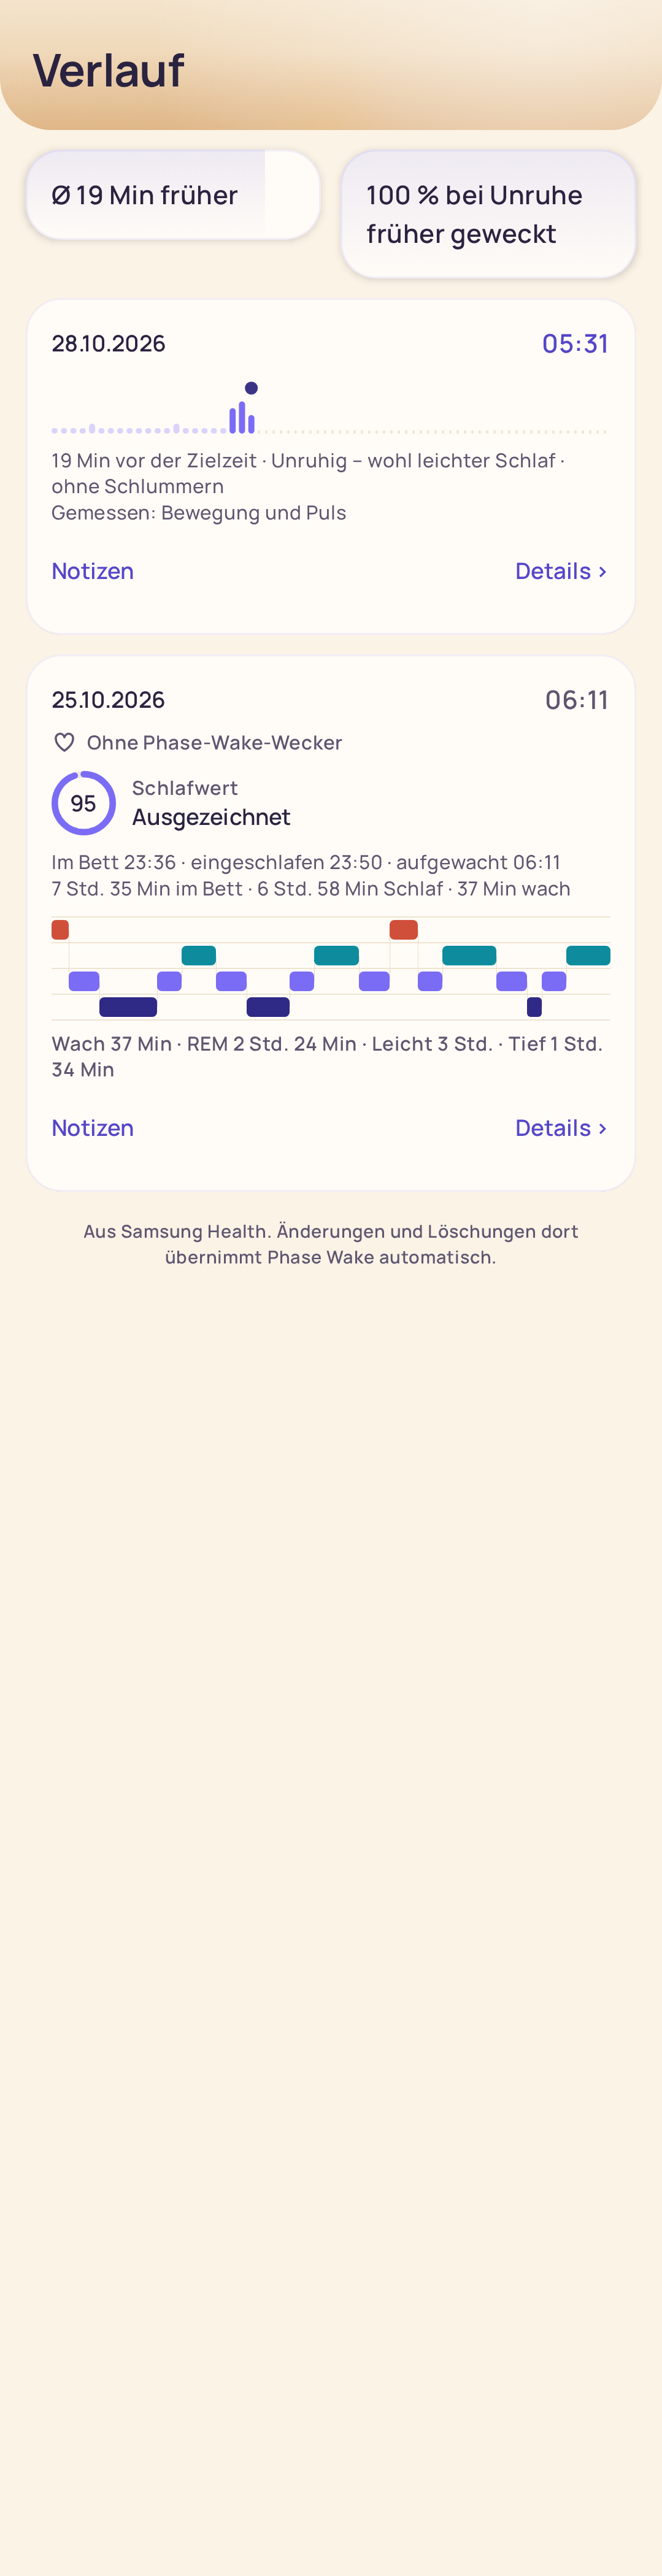 Verlauf
Ø 19 Min früher
100 % bei Unruhe
früher geweckt
28.10.2026
05:31
19 Min vor der Zielzeit · Unruhig – wohl leichter Schlaf ·
ohne Schlummern
Gemessen: Bewegung und Puls
Notizen
Details ›
25.10.2026
06:11
Ohne Phase-Wake-Wecker
95
Schlafwert
Ausgezeichnet
Im Bett 23:36 · eingeschlafen 23:50 · aufgewacht 06:11
7 Std. 35 Min im Bett · 6 Std. 58 Min Schlaf · 37 Min wach
Wach 37 Min · REM 2 Std. 24 Min · Leicht 3 Std. · Tief 1 Std.
34 Min
Notizen
Details ›
Aus Samsung Health. Änderungen und Löschungen dort
übernimmt Phase Wake automatisch.